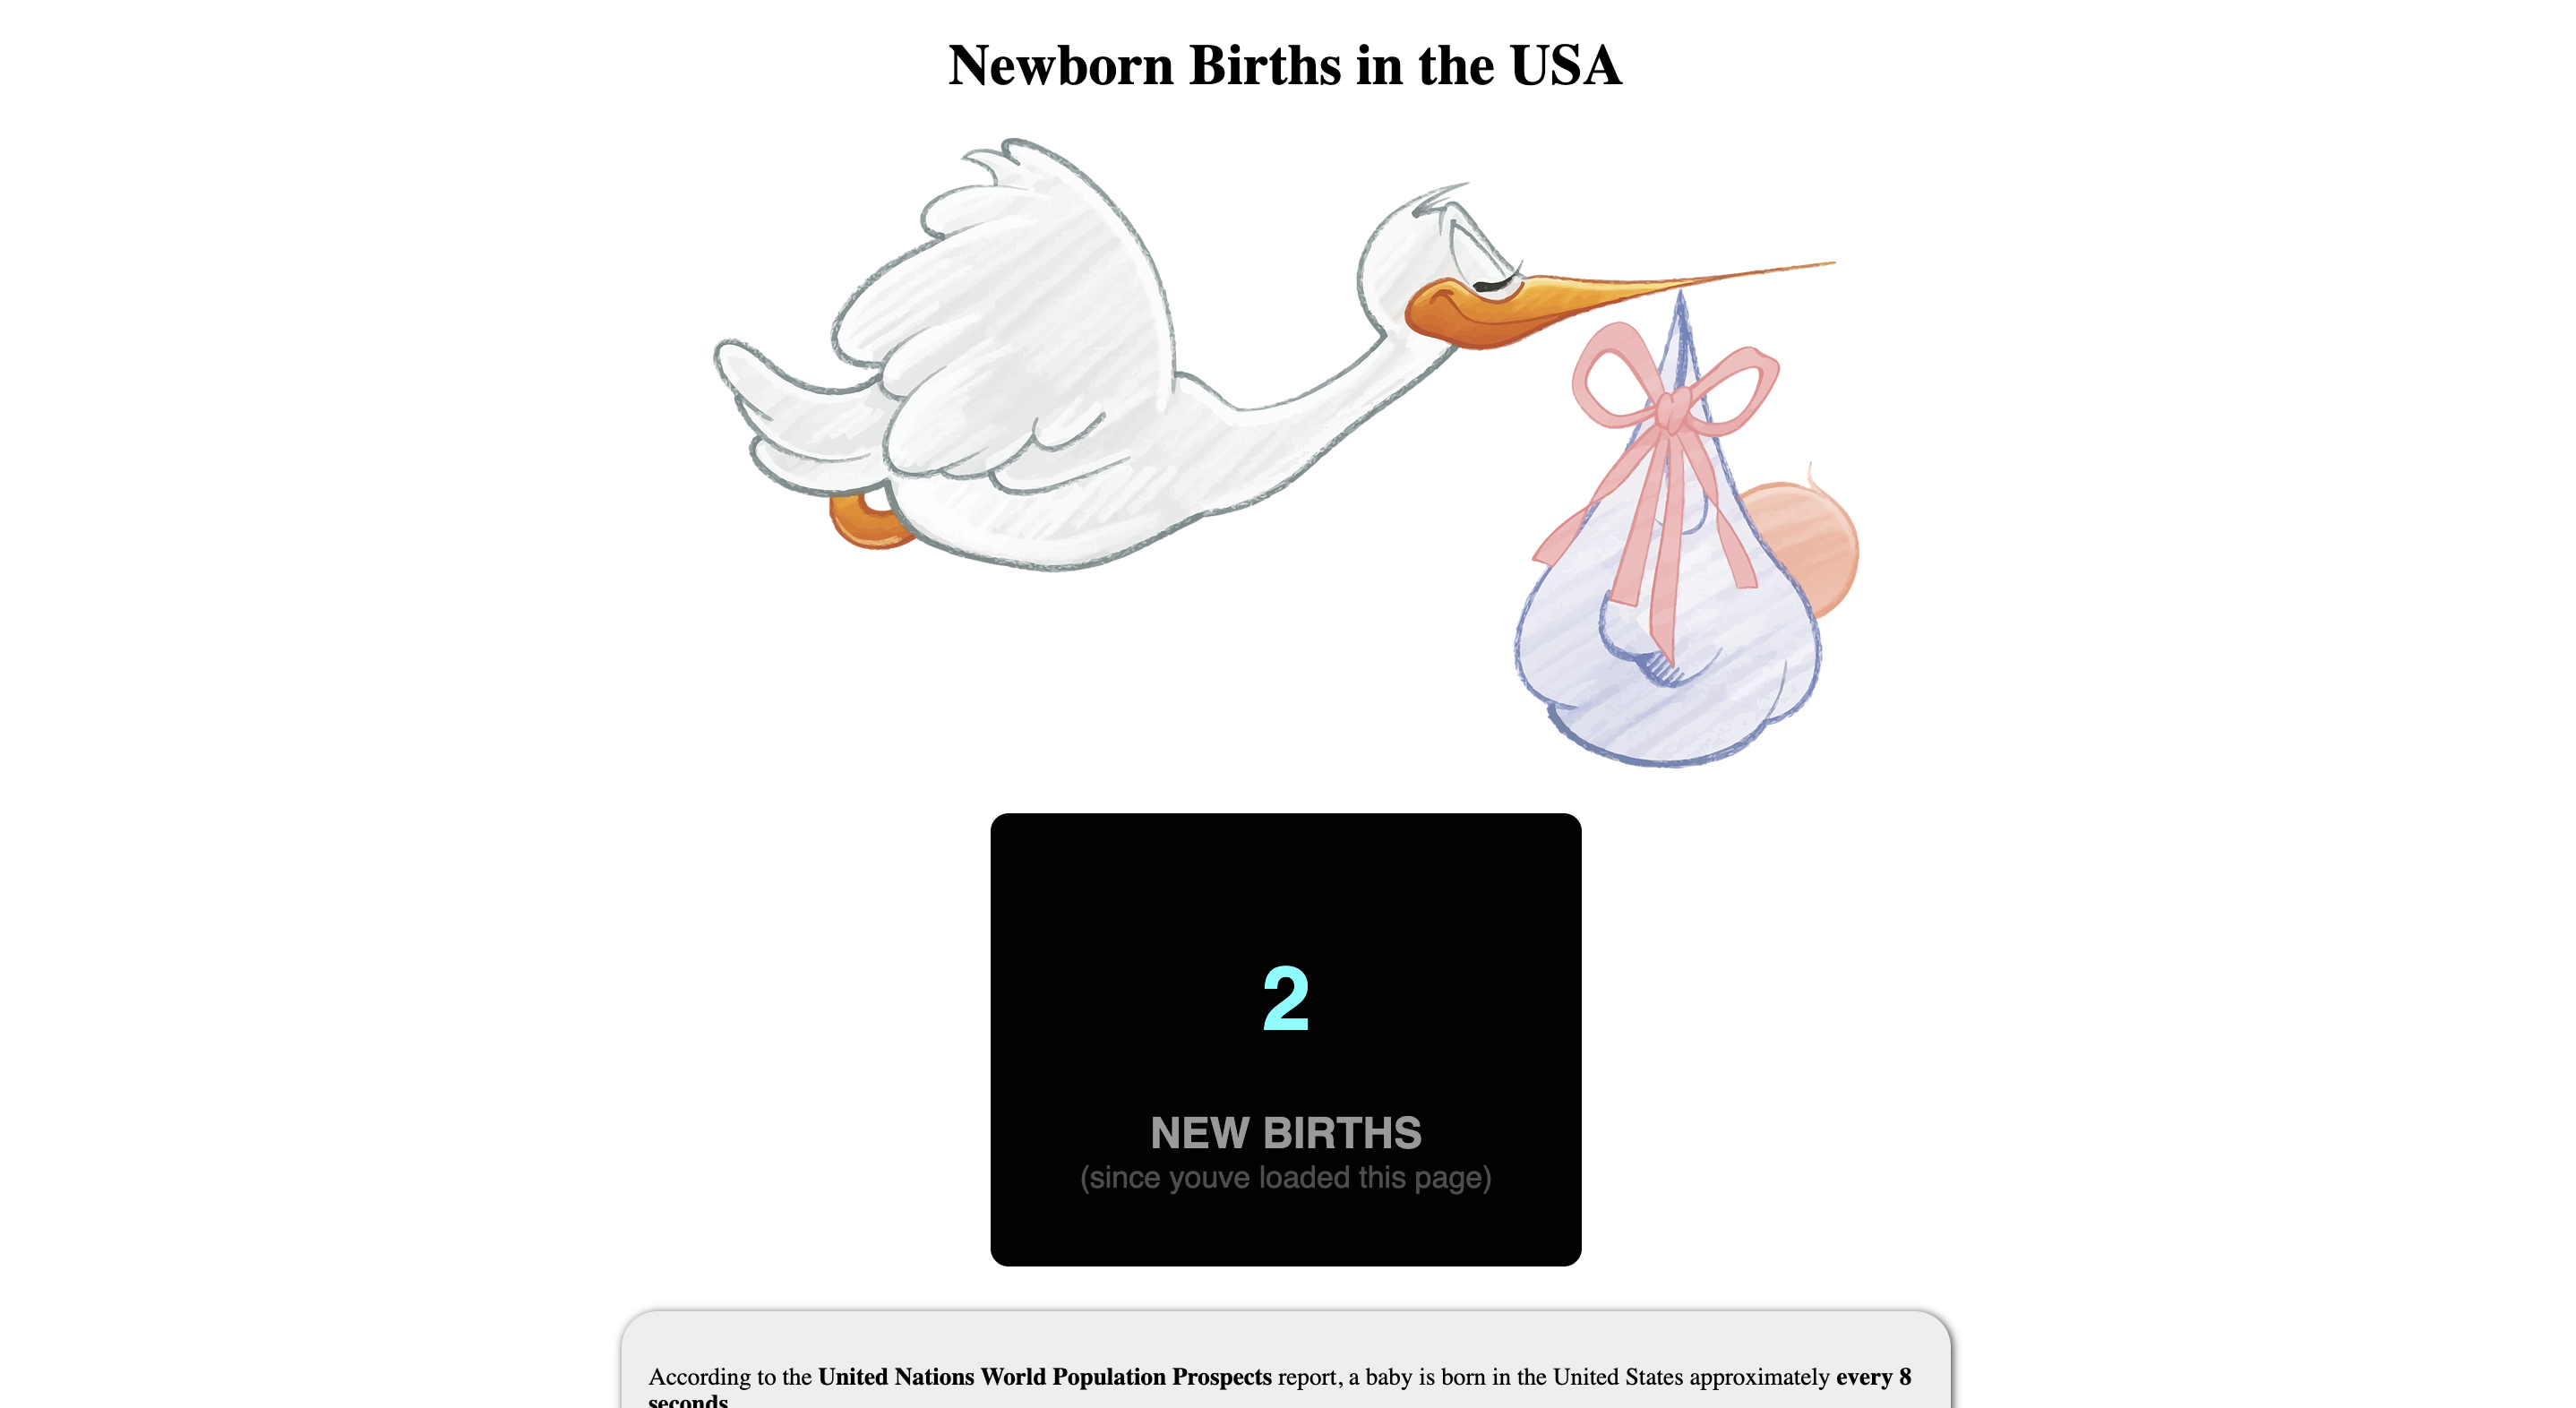 Newborn Births in the USA
2
NEW BIRTHS
(since youve loaded this page)
According to the United Nations World Population Prospects report, a baby is born in the United States approximately every 8
seconds